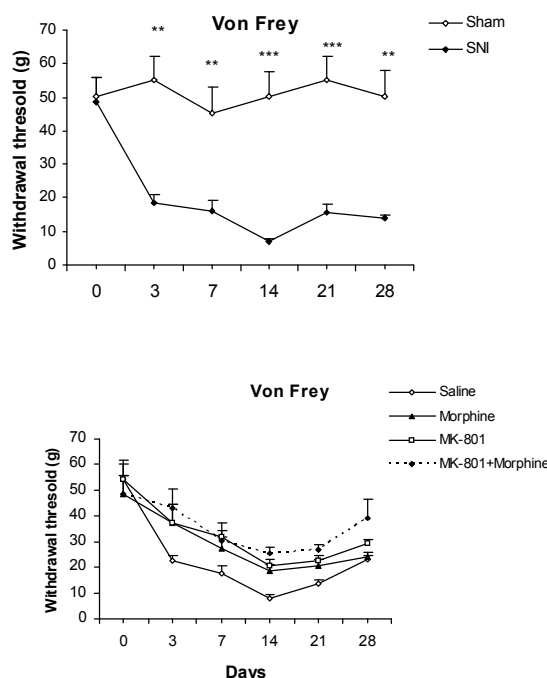 Von Frey
Sham
SNI
** ** *** *** **
Withdrawal thresold (g)
70
60
50
40
30
20
10
0
0 3 7 14 21 28
Von Frey
Saline
Morphine
MK-801
MK-801+Morphine
Withdrawal thresold (g)
70
60
50
40
30
20
10
0
0 3 7 14 21 28
Days